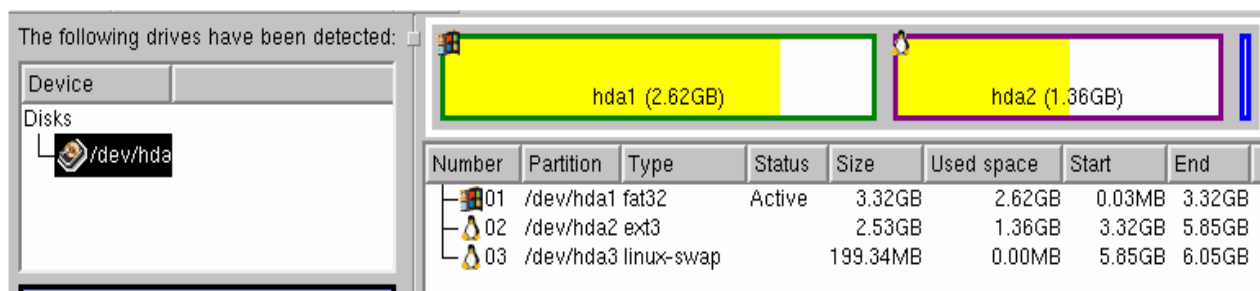 The following drives have been detected:
Device
Disks
/dev/hda
hda1 (2.62GB) hda2 (1.36GB)
Number Partition Type Status Size Used space Start End
01 /dev/hda1 fat32 Active 3.32GB 2.62GB 0.03MB 3.32GB
02 /dev/hda2 ext3 2.53GB 1.36GB 3.32GB 5.85GB
03 /dev/hda3 linux-swap 199.34MB 0.00MB 5.85GB 6.05GB